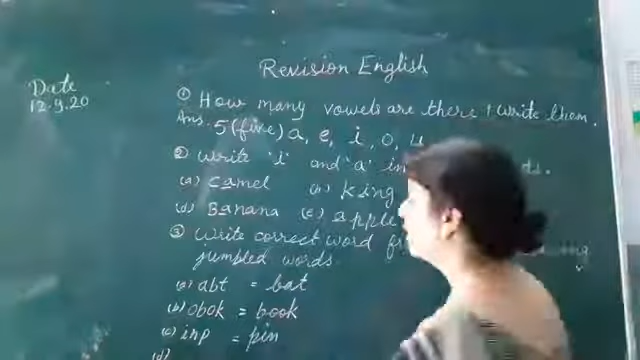 Revision English
Date
12.9.20
① How many vowels are there & write them.
Ans. 5 (five) a, e, i, o, u
② write 'i' and 'a' in
(a) camel (b) king
(d) Banana (c) apple
③ write correct word
jumbled words.
(a) abt = bat
(b) obok = book
(c) inp = pin
(d)